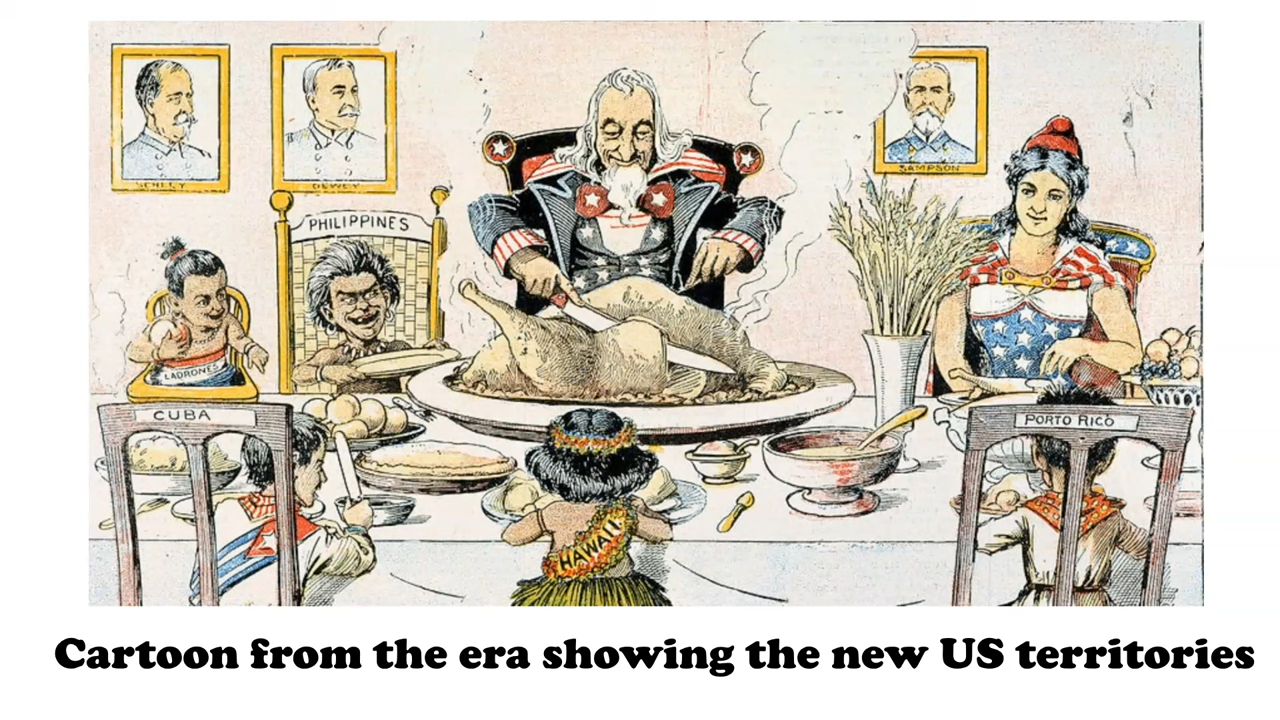 SCHLEY
DEWEY
SAMPSON
PHILIPPINES
LADRONES
CUBA
PORTO RICO
HAWAII
Cartoon from the era showing the new US territories